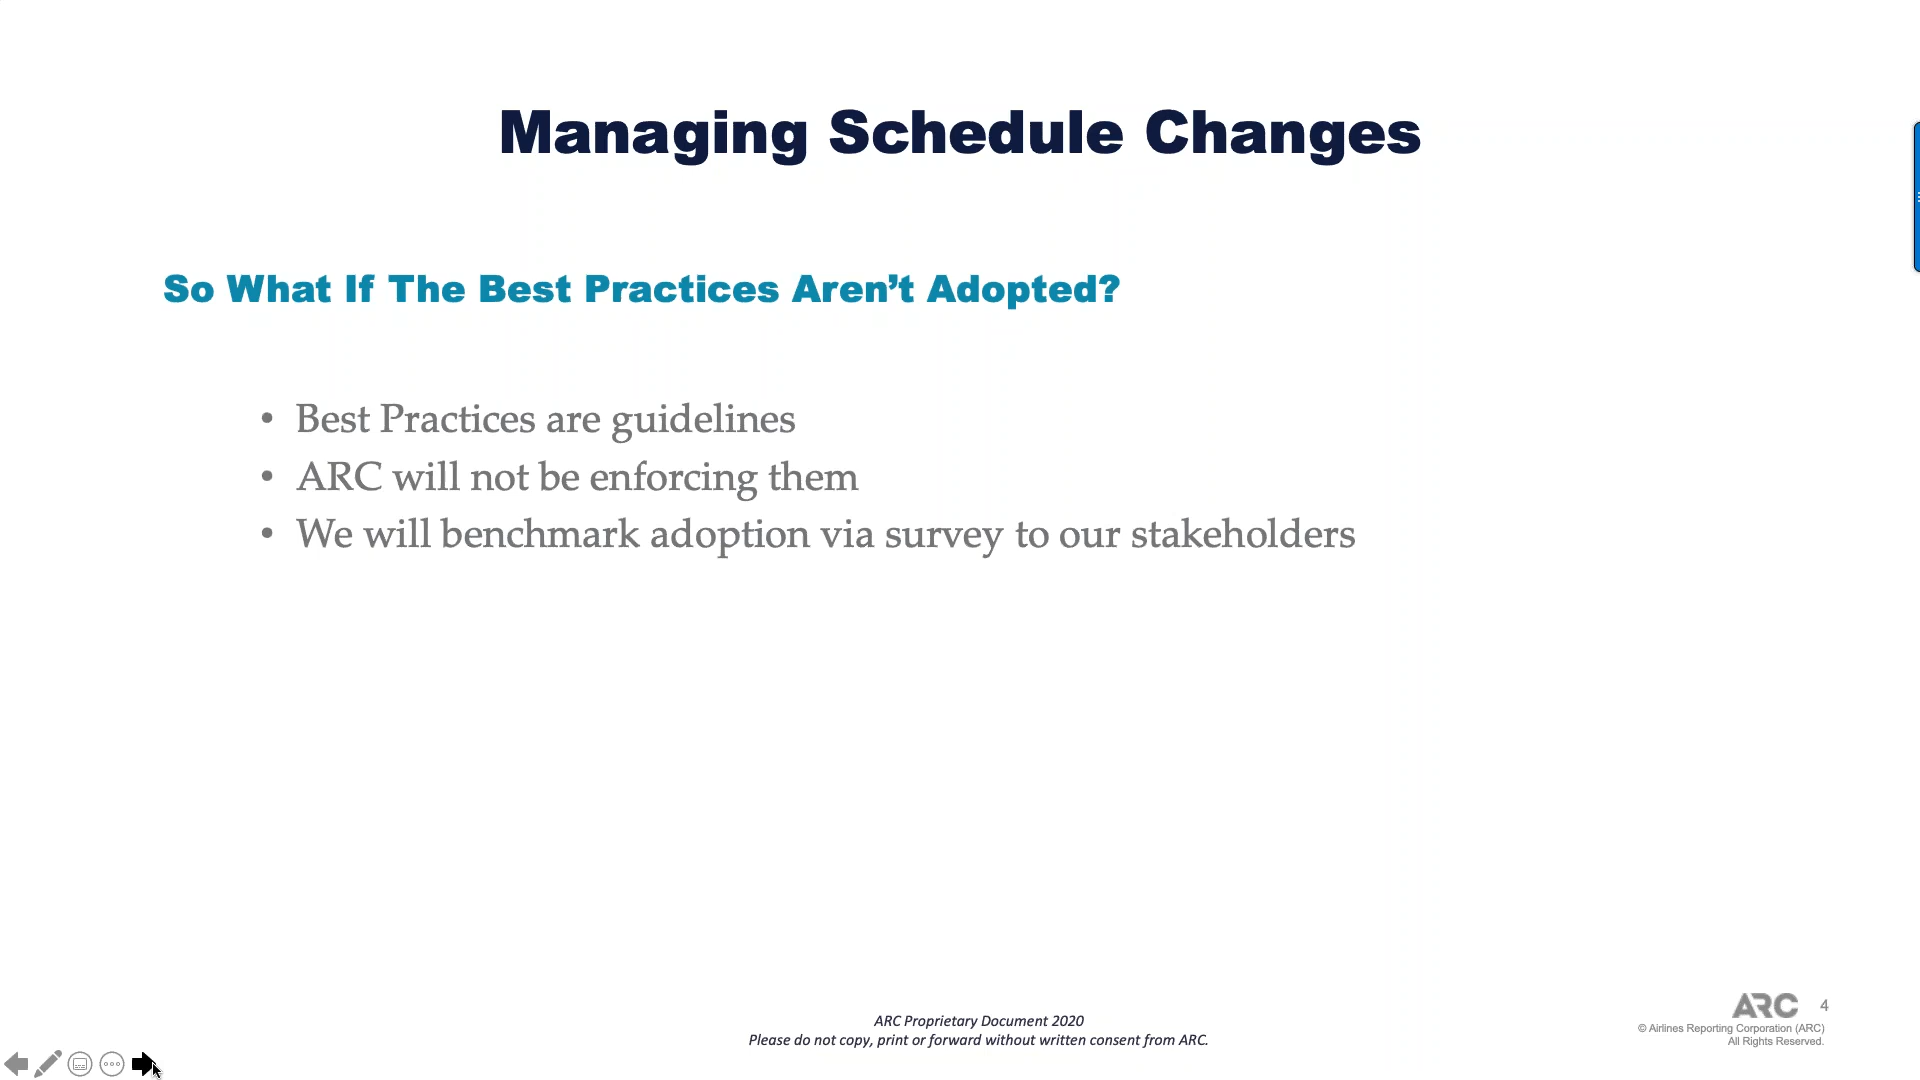 Managing Schedule Changes
So What If The Best Practices Aren’t Adopted?
• Best Practices are guidelines
• ARC will not be enforcing them
• We will benchmark adoption via survey to our stakeholders
ARC Proprietary Document 2020
Please do not copy, print or forward without written consent from ARC.
ARC 4
© Airlines Reporting Corporation (ARC)
All Rights Reserved.